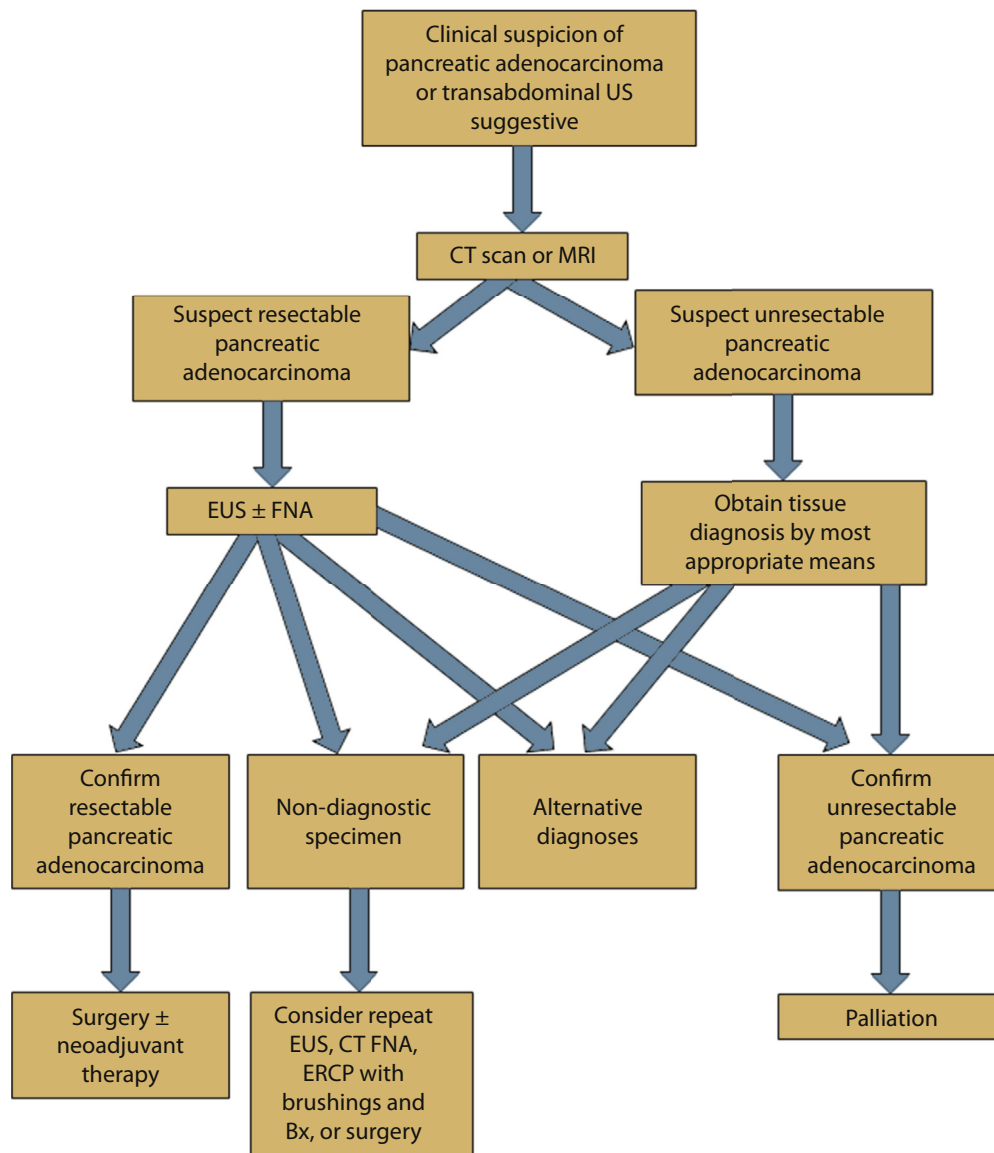 Clinical suspicion of
pancreatic adenocarcinoma
or transabdominal US
suggestive
CT scan or MRI
Suspect resectable
pancreatic
adenocarcinoma
Suspect unresectable
pancreatic
adenocarcinoma
EUS ± FNA
Obtain tissue
diagnosis by most
appropriate means
Confirm
resectable
pancreatic
adenocarcinoma
Non-diagnostic
specimen
Alternative
diagnoses
Confirm
unresectable
pancreatic
adenocarcinoma
Surgery ±
neoadjuvant
therapy
Consider repeat
EUS, CT FNA,
ERCP with
brushings and
Bx, or surgery
Palliation